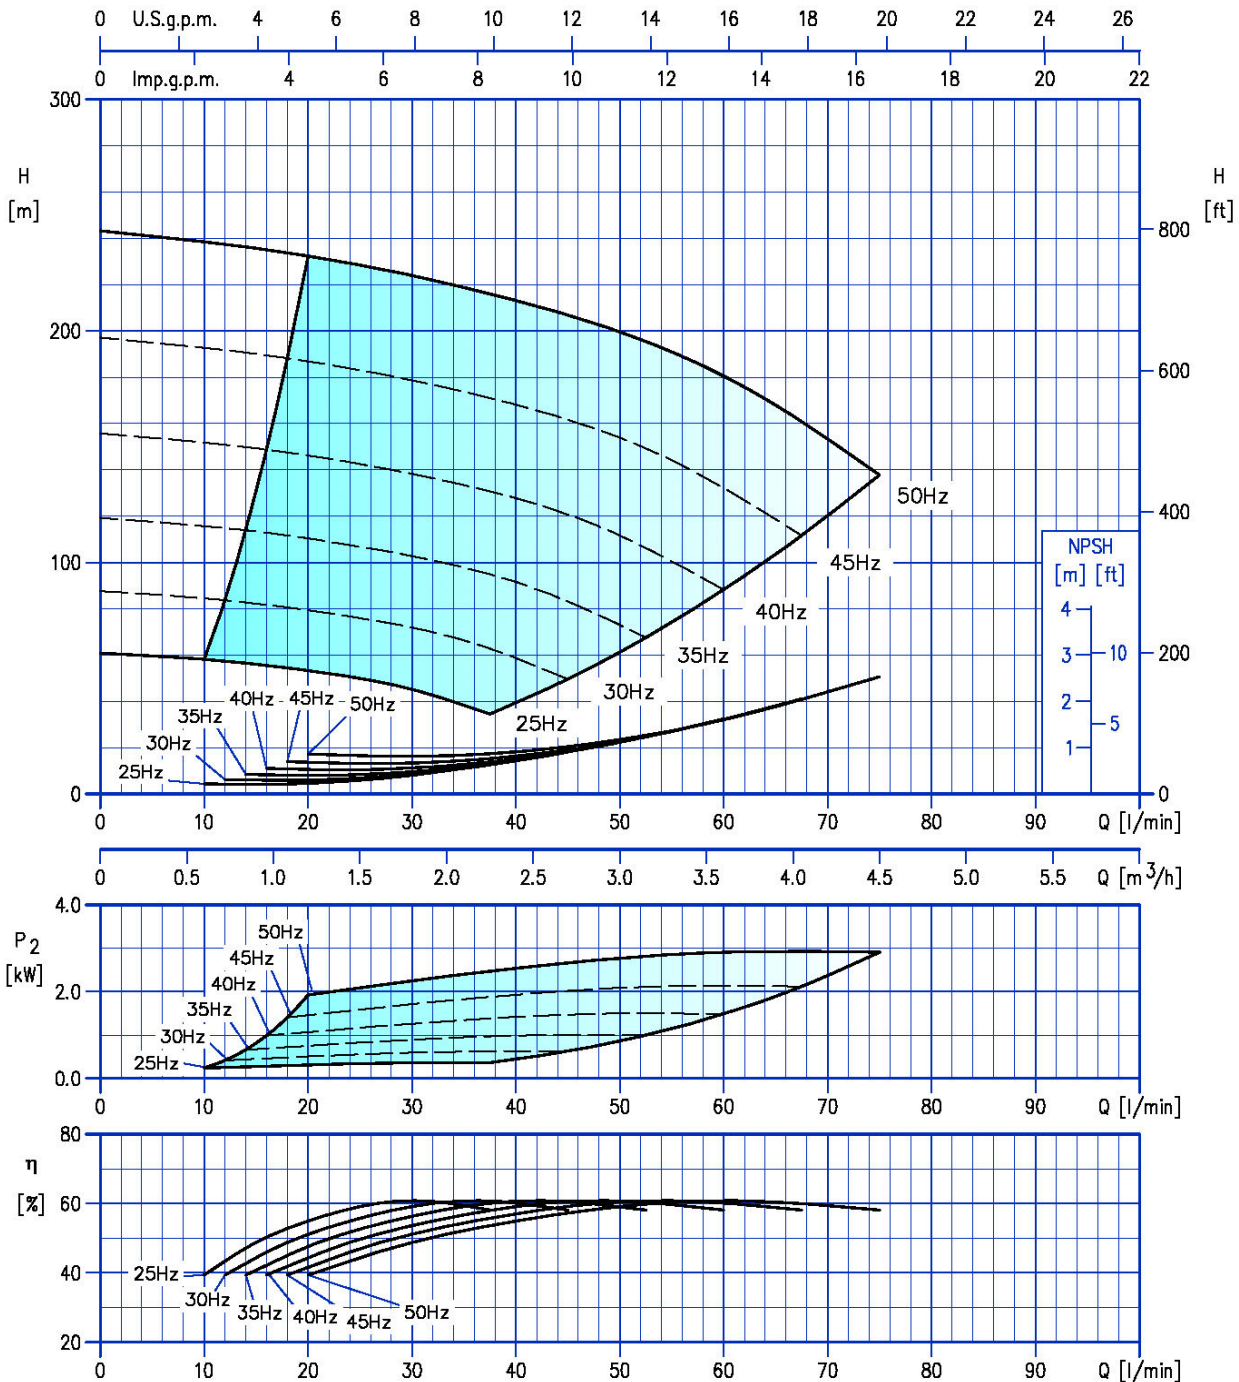 0 U.S.g.p.m. 4 6 8 10 12 14 16 18 20 22 24 26
0 Imp.g.p.m. 4 6 8 10 12 14 16 18 20 22
300
H
[m]
H
[ft]
800
200
600
50Hz
400
NPSH
[m] [ft]
45Hz
100
4
40Hz
35Hz
3
10
200
30Hz
40Hz
45Hz
50Hz
2
35Hz
25Hz
5
30Hz
1
25Hz
0
0
0 10 20 30 40 50 60 70 80 90 Q [l/min]
0 0.5 1.0 1.5 2.0 2.5 3.0 3.5 4.0 4.5 5.0 5.5 Q [m³/h]
4.0
P2
[kW]
50Hz
45Hz
40Hz
2.0
35Hz
30Hz
25Hz
0.0
0 10 20 30 40 50 60 70 80 90 Q [l/min]
80
η
[%]
60
40
25Hz
30Hz
35Hz
40Hz
45Hz
50Hz
20
0 10 20 30 40 50 60 70 80 90 Q [l/min]